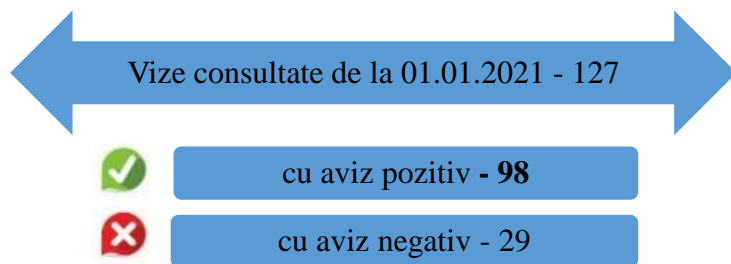 Vize consultate de la 01.01.2021 - 127
cu aviz pozitiv - 98
cu aviz negativ - 29